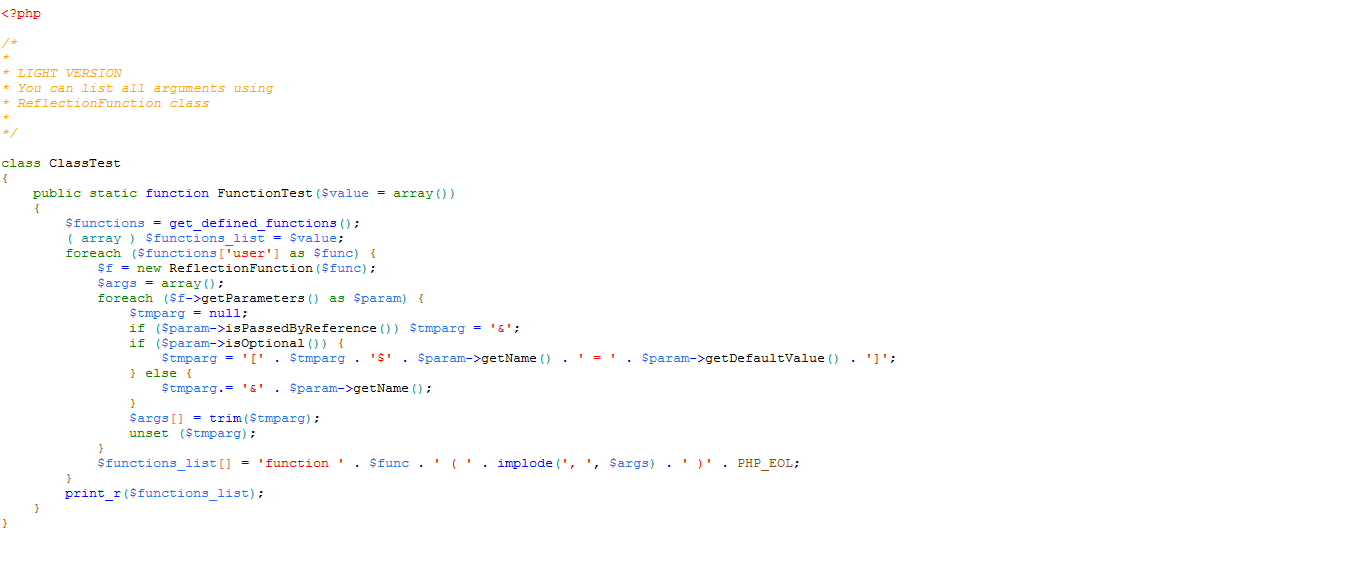 <?php
/*
*
* LIGHT VERSION
* You can list all arguments using
* ReflectionFunction class
*
*/
class ClassTest
{
    public static function FunctionTest($value = array())
    {
        $functions = get_defined_functions();
        ( array ) $functions_list = $value;
        foreach ($functions['user'] as $func) {
            $f = new ReflectionFunction($func);
            $args = array();
            foreach ($f->getParameters() as $param) {
                $tmparg = null;
                if ($param->isPassedByReference()) $tmparg = '&';
                if ($param->isOptional()) {
                    $tmparg = '[' . $tmparg . '$' . $param->getName() . ' = ' . $param->getDefaultValue() . ']';
                } else {
                    $tmparg.= '&' . $param->getName();
                }
                $args[] = trim($tmparg);
                unset ($tmparg);
            }
            $functions_list[] = 'function ' . $func . ' ( ' . implode(', ', $args) . ' )' . PHP_EOL;
        }
        print_r($functions_list);
    }
}